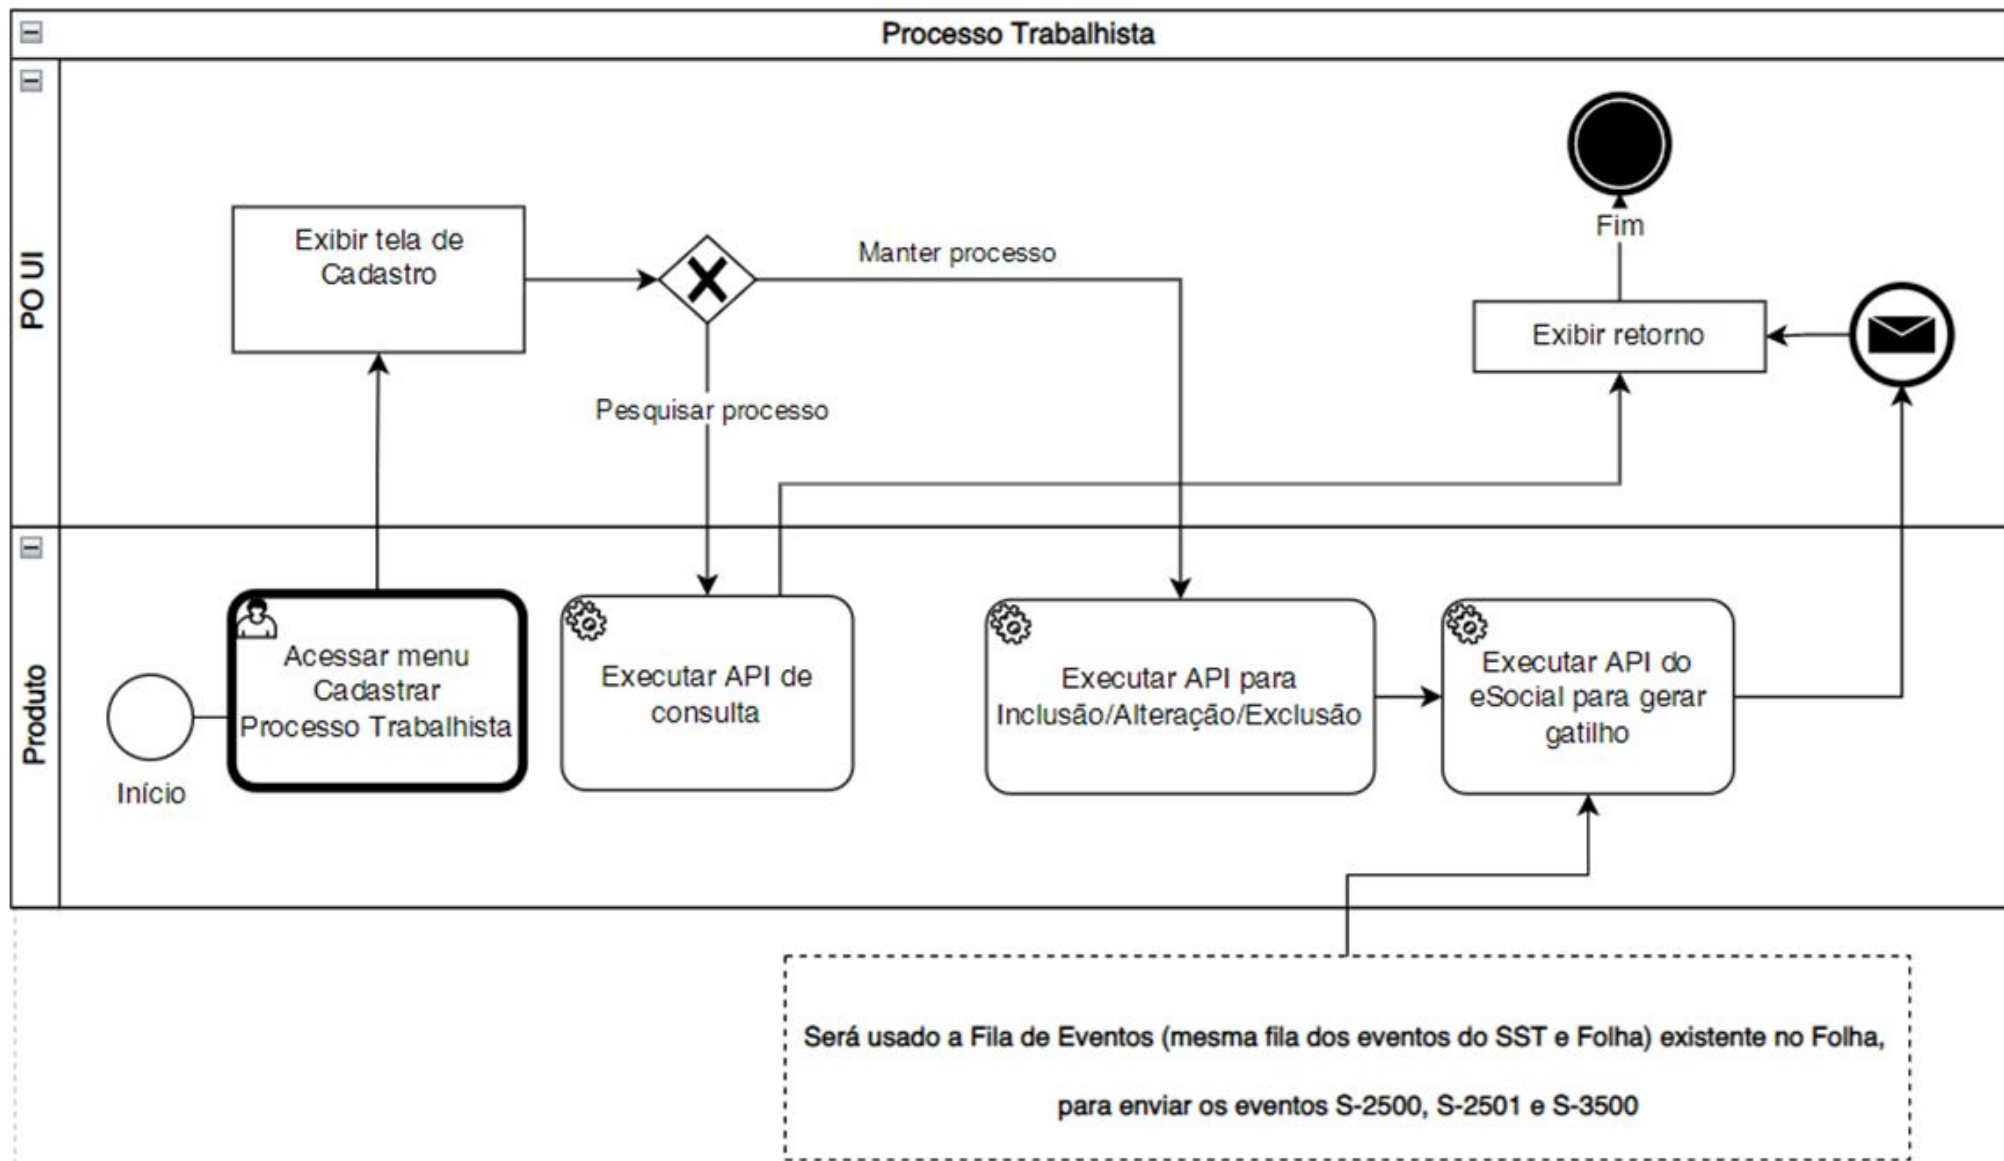 Processo Trabalhista
PO UI
Exibir tela de
Cadastro
Manter processo
Pesquisar processo
Fim
Exibir retorno
Produto
Início
Acessar menu
Cadastrar
Processo Trabalhista
Executar API de
consulta
Executar API para
Inclusão/Alteração/Exclusão
Executar API do
eSocial para gerar
gatilho
Será usado a Fila de Eventos (mesma fila dos eventos do SST e Folha) existente no Folha,
para enviar os eventos S-2500, S-2501 e S-3500